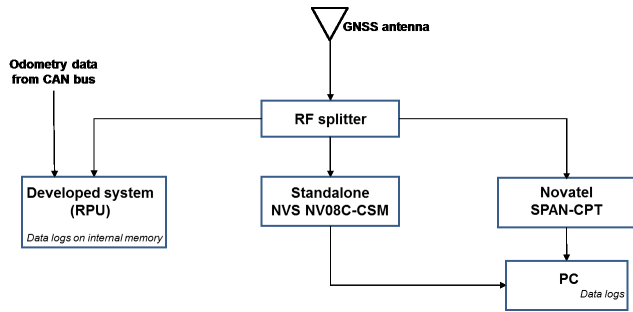 GNSS antenna
Odometry data
from CAN bus
RF splitter
Developed system
(RPU)
Data logs on internal memory
Standalone
NVS NV08C-CSM
Novatel
SPAN-CPT
PC
Data logs